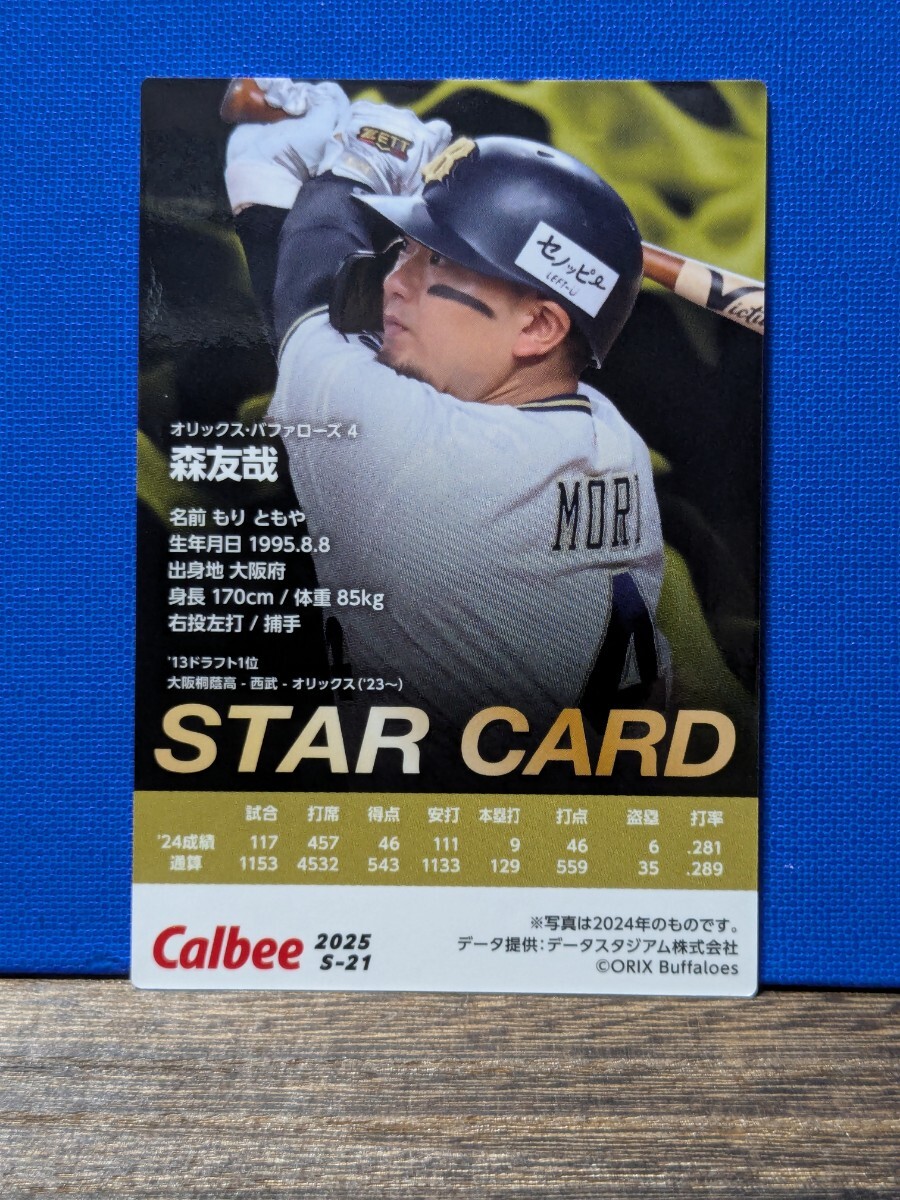 ZETT
B
セノッピー
LEFT-U
Victu
オリックス・バファローズ 4
森友哉
MORI
4
名前 もり ともや
生年月日 1995.8.8
出身地 大阪府
身長 170cm / 体重 85kg
右投左打 / 捕手
'13ドラフト1位
大阪桐蔭高 - 西武 - オリックス('23〜)
STAR CARD
試合 打席 得点 安打 本塁打 打点 盗塁 打率
'24成績 117 457 46 111 9 46 6 .281
通算 1153 4532 543 1133 129 559 35 .289
Calbee 2025
S-21
※写真は2024年のものです。
データ提供：データスタジアム株式会社
©ORIX Buffaloes